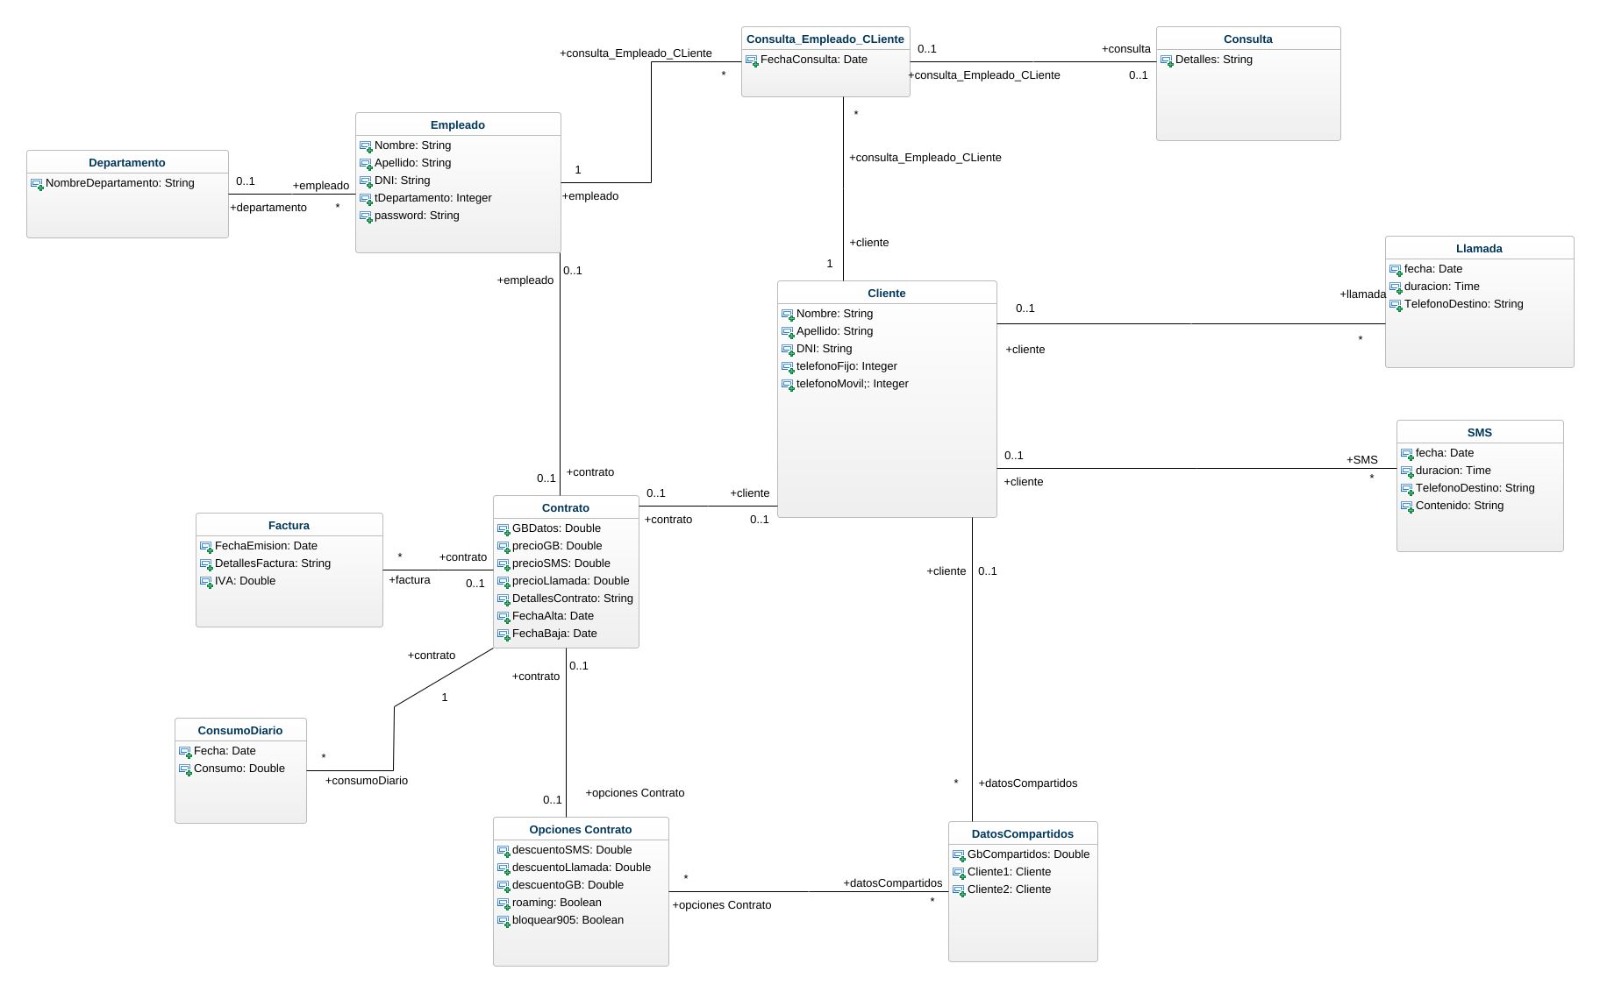 Consulta_Empleado_CLiente
FechaConsulta: Date
+consulta_Empleado_CLiente
*
0..1
+consulta
+consulta_Empleado_CLiente
0..1
Consulta
Detalles: String
Empleado
Nombre: String
Apellido: String
DNI: String
tDepartamento: Integer
password: String
Departamento
NombreDepartamento: String
0..1
+empleado
+departamento
*
1
+empleado
*
+consulta_Empleado_CLiente
+cliente
1
0..1
+empleado
Cliente
Nombre: String
Apellido: String
DNI: String
telefonoFijo: Integer
telefonoMovil;: Integer
Llamada
fecha: Date
duracion: Time
TelefonoDestino: String
0..1
+llamada
+cliente
*
SMS
fecha: Date
duracion: Time
TelefonoDestino: String
Contenido: String
0..1
+SMS
+cliente
*
0..1
+contrato
0..1
+cliente
+contrato
0..1
Contrato
GBDatos: Double
precioGB: Double
precioSMS: Double
precioLlamada: Double
DetallesContrato: String
FechaAlta: Date
FechaBaja: Date
Factura
FechaEmision: Date
DetallesFactura: String
IVA: Double
*
+contrato
+factura
0..1
+cliente
0..1
+contrato
1
0..1
+contrato
ConsumoDiario
Fecha: Date
Consumo: Double
*
+consumoDiario
+opciones Contrato
0..1
*
+datosCompartidos
Opciones Contrato
descuentoSMS: Double
descuentoLlamada: Double
descuentoGB: Double
roaming: Boolean
bloquear905: Boolean
*
+datosCompartidos
+opciones Contrato
*
DatosCompartidos
GbCompartidos: Double
Cliente1: Cliente
Cliente2: Cliente